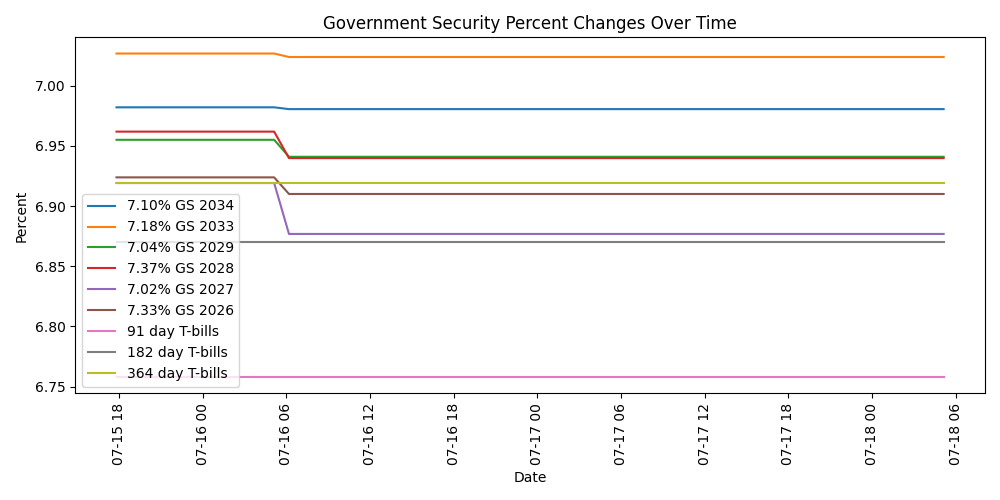 Government Security Percent Changes Over Time
Percent
7.00
6.95
6.90
6.85
6.80
6.75
7.10% GS 2034
7.18% GS 2033
7.04% GS 2029
7.37% GS 2028
7.02% GS 2027
7.33% GS 2026
91 day T-bills
182 day T-bills
364 day T-bills
07-15 18
07-16 00
07-16 06
07-16 12
07-16 18
07-17 00
07-17 06
07-17 12
07-17 18
07-18 00
07-18 06
Date